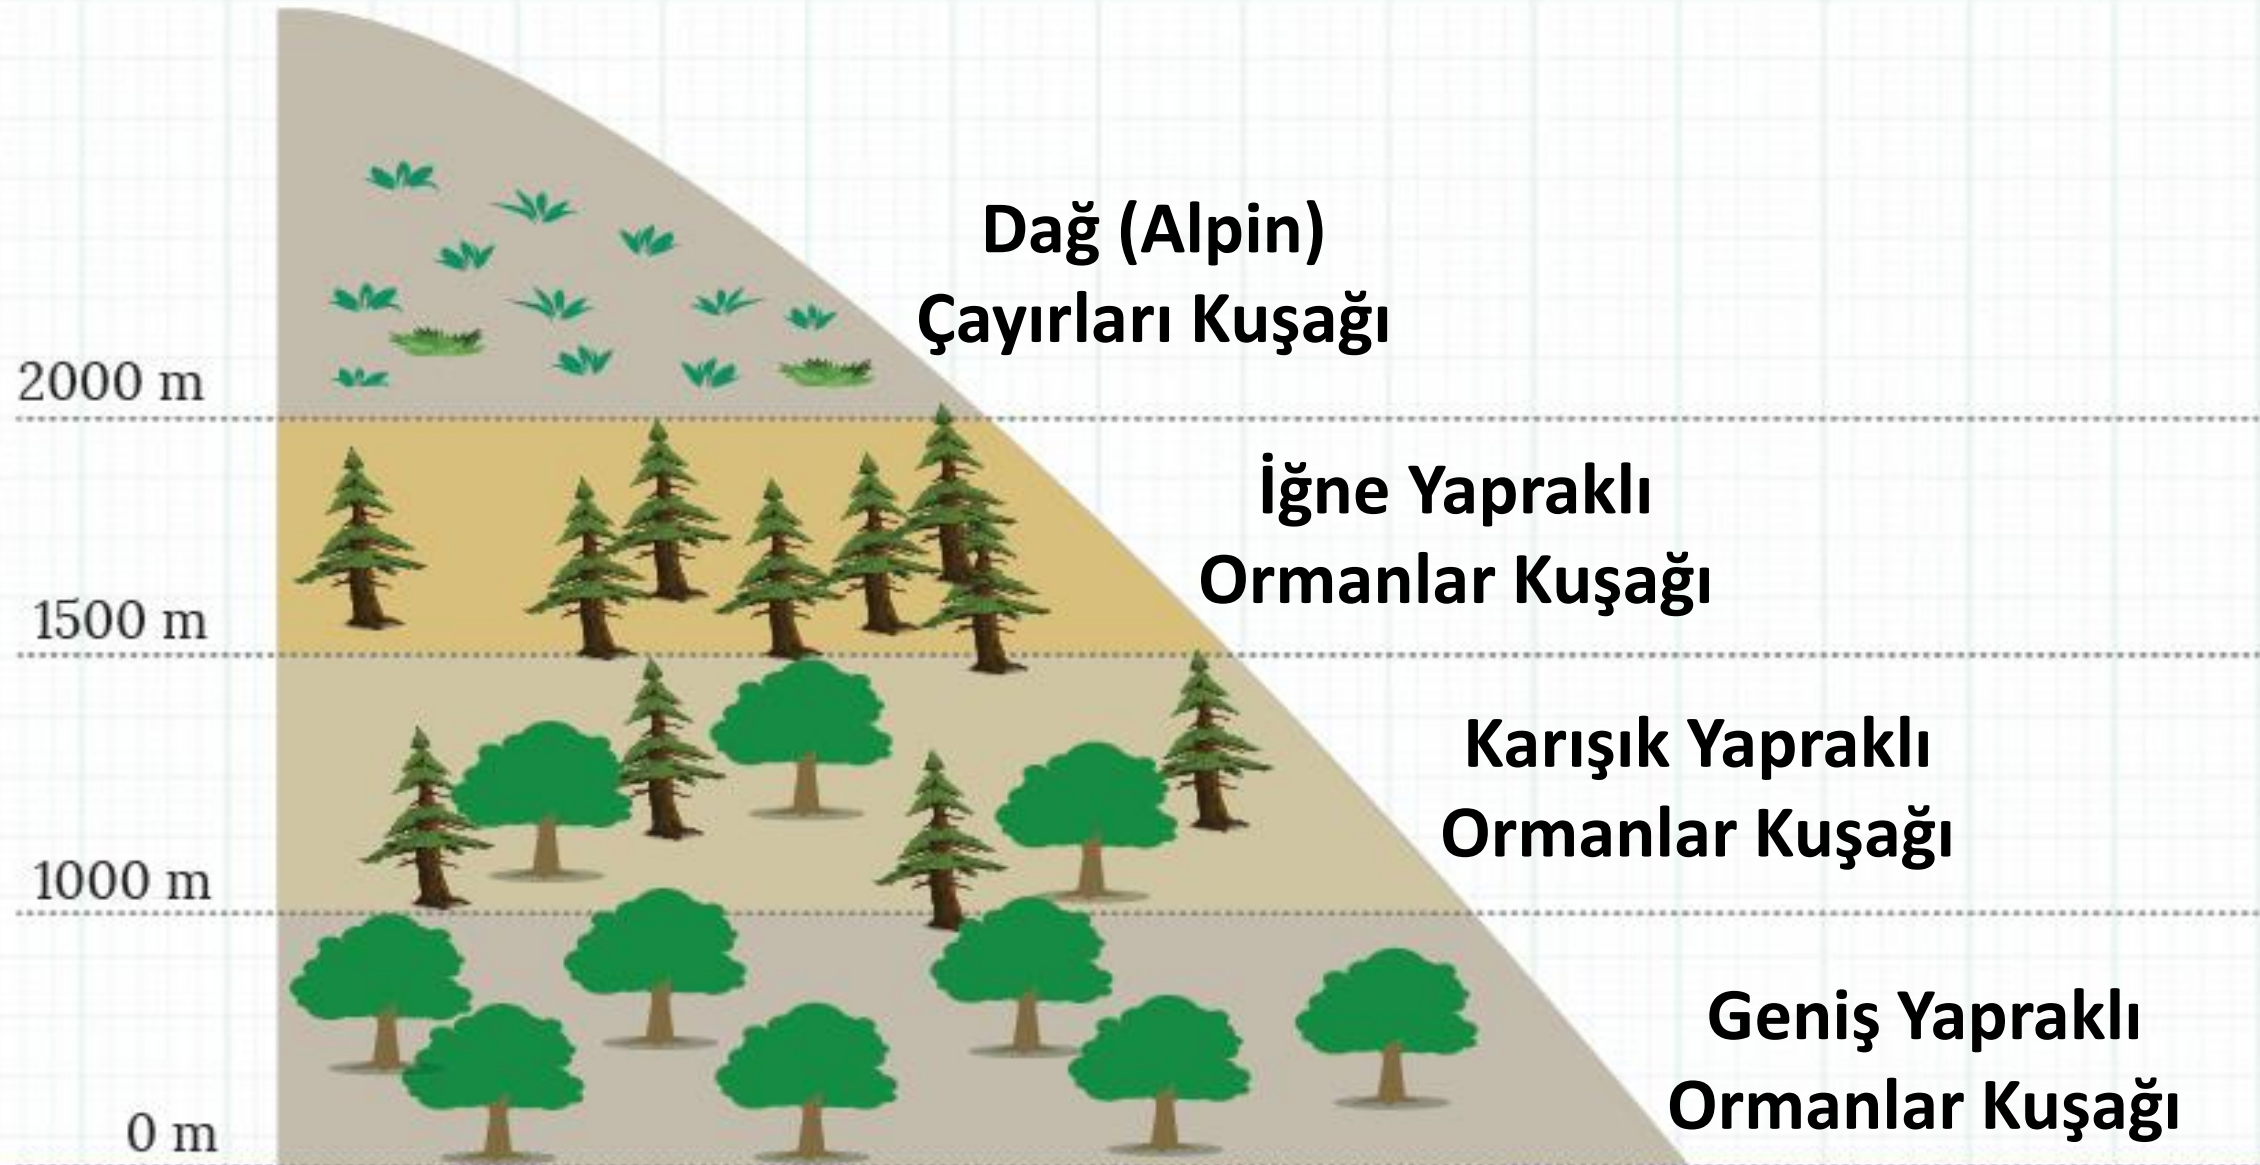 Dağ (Alpin)
Çayırları Kuşağı
2000 m
İğne Yapraklı
Ormanlar Kuşağı
1500 m
Karışık Yapraklı
Ormanlar Kuşağı
1000 m
Geniş Yapraklı
Ormanlar Kuşağı
0 m